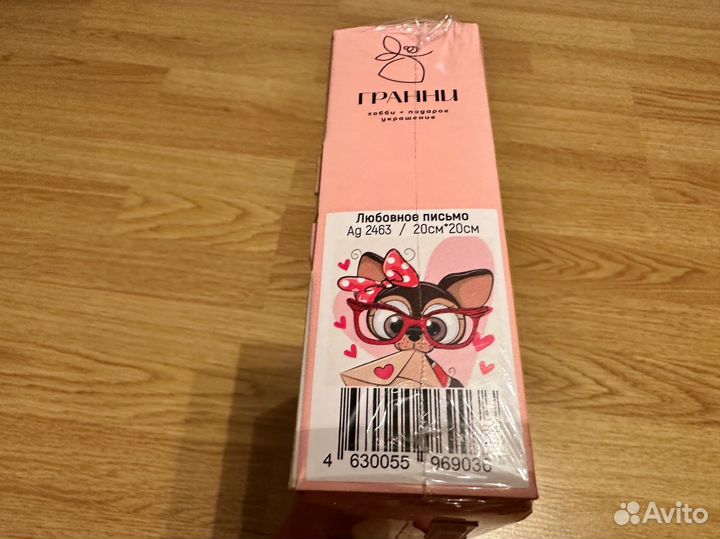 ГРАННИ
хобби • подарок
украшение
Любовное письмо
Ag 2463 / 20см*20см
4 630055 969036
Avito